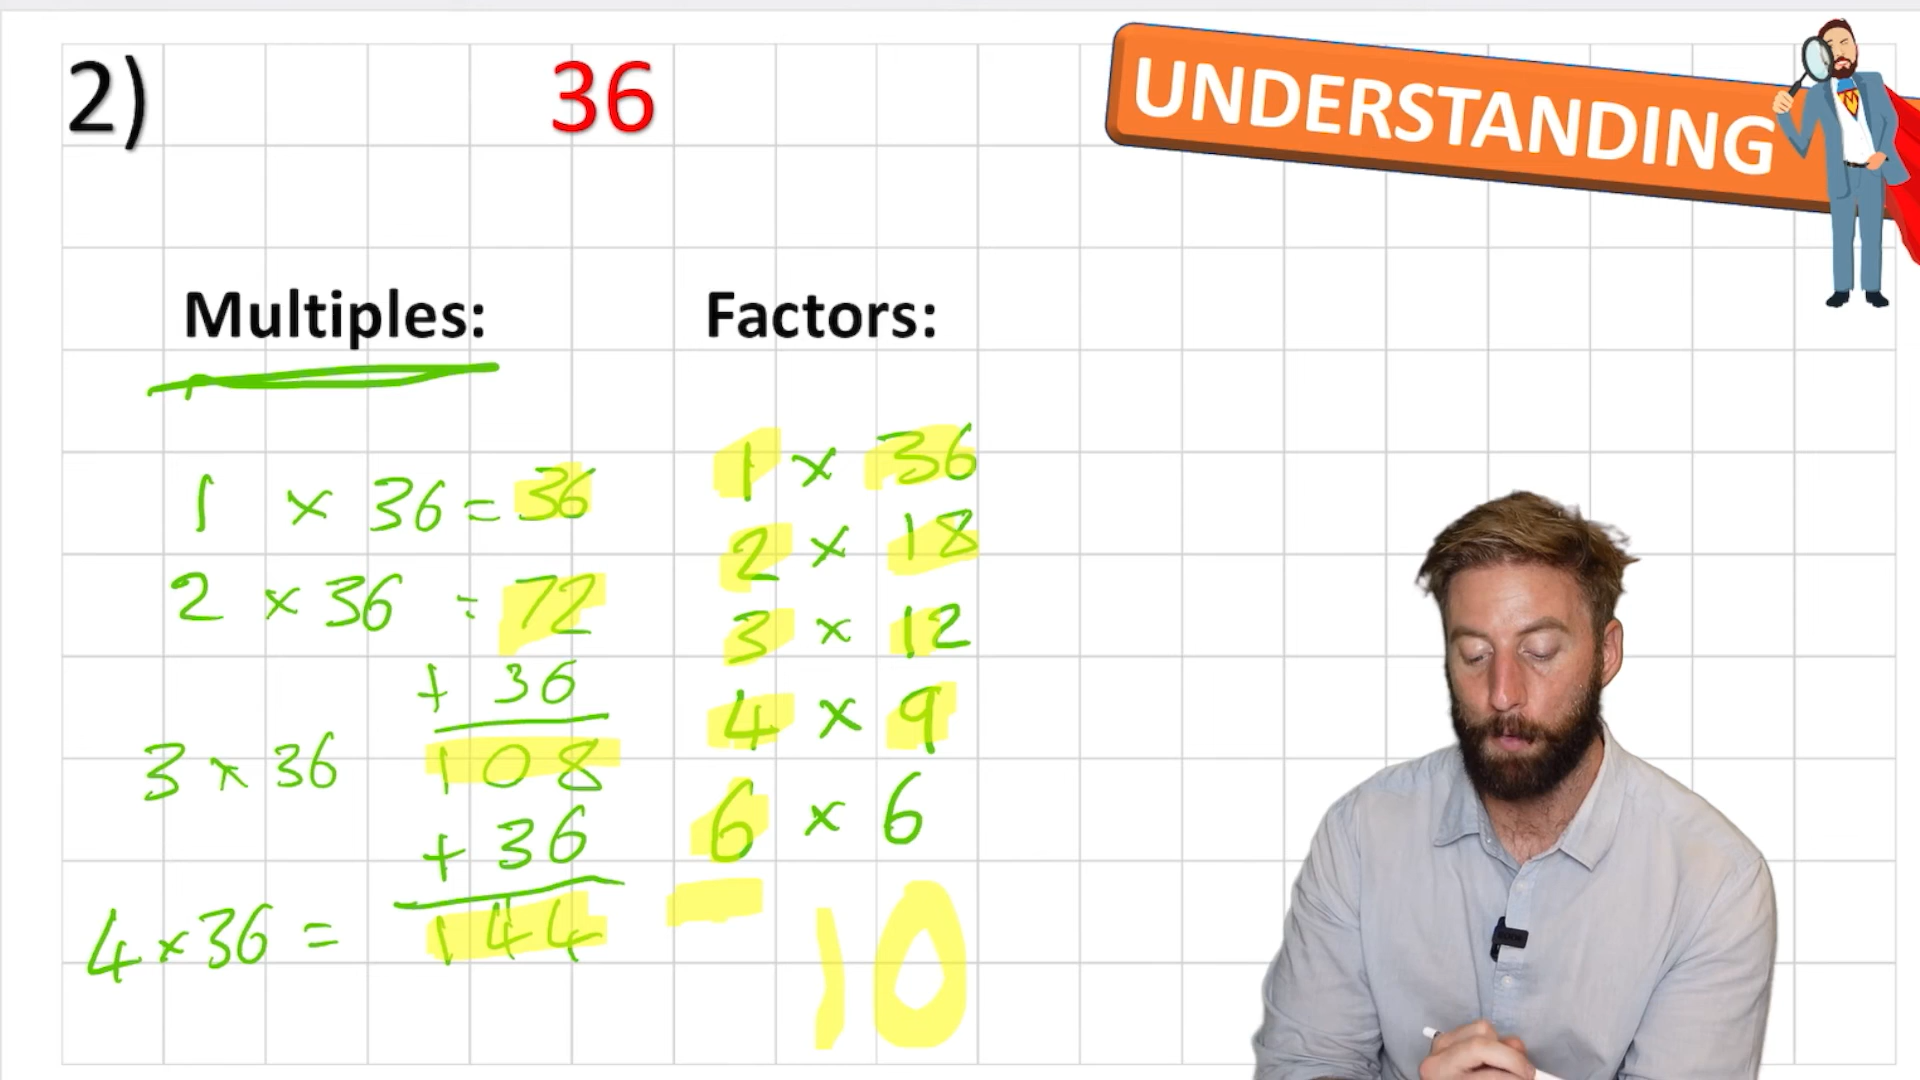 2) 36
UNDERSTANDING
Multiples:
1 × 36 = 36
2 × 36 = 72
+ 36
3 × 36 108
+ 36
4 × 36 = 144
Factors:
1 × 36
2 × 18
3 × 12
4 × 9
6 × 6
10